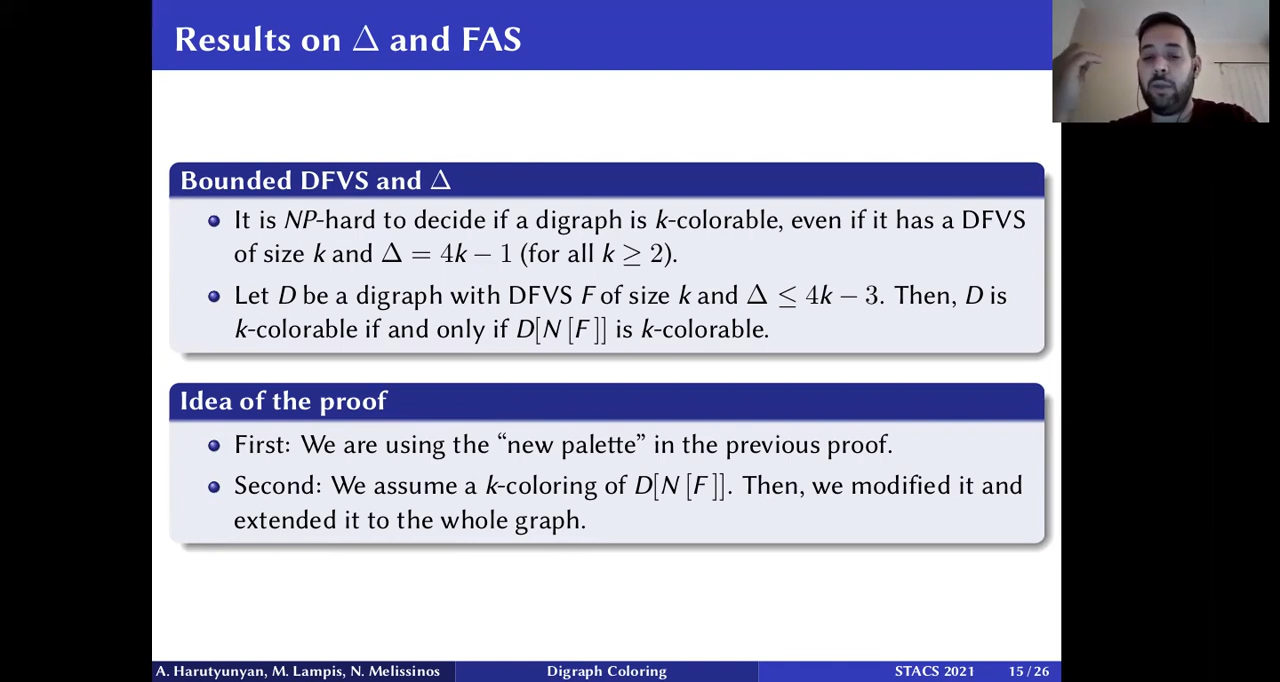 Results on Δ and FAS
Bounded DFVS and Δ
It is NP-hard to decide if a digraph is k-colorable, even if it has a DFVS
of size k and Δ = 4k − 1 (for all k ≥ 2).
Let D be a digraph with DFVS F of size k and Δ ≤ 4k − 3. Then, D is
k-colorable if and only if D[N [F]] is k-colorable.
Idea of the proof
First: We are using the “new palette” in the previous proof.
Second: We assume a k-coloring of D[N [F]]. Then, we modified it and
extended it to the whole graph.
A. Harutyunyan, M. Lampis, N. Melissinos Digraph Coloring STACS 2021 15 / 26